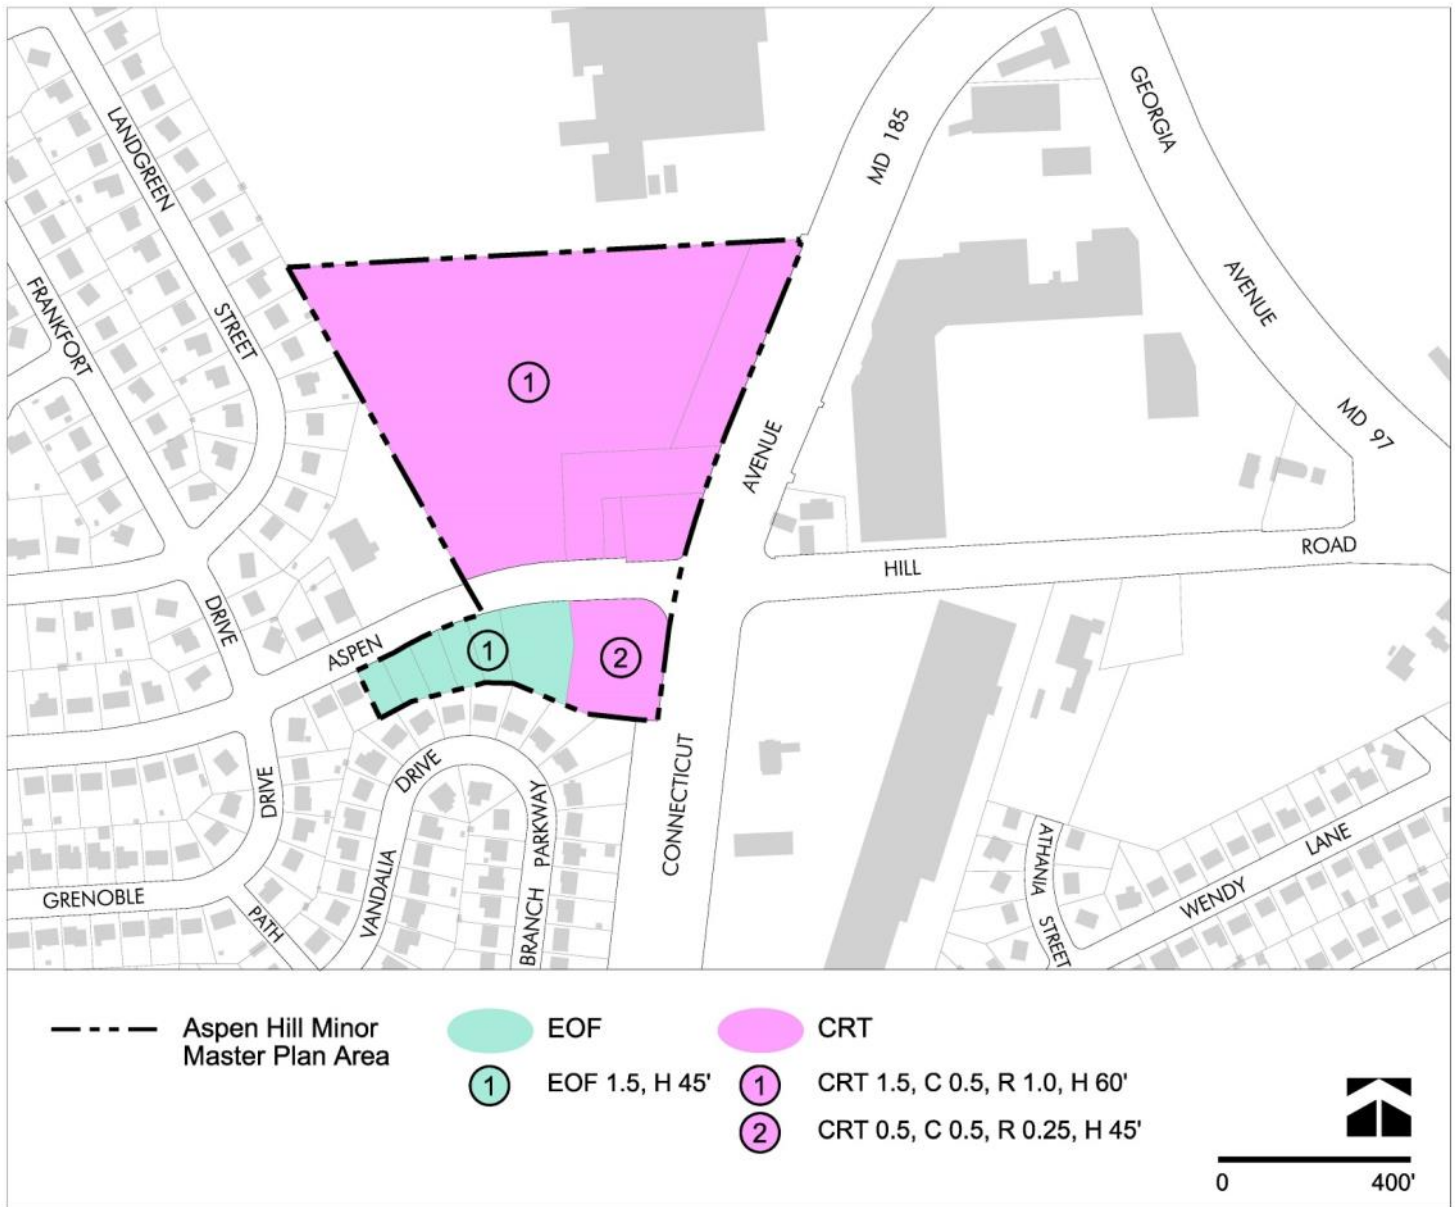 LANDGREEN
STREET
FRANKFORT
DRIVE
MD 185
GEORGIA
AVENUE
MD 97
1
AVENUE
HILL
ROAD
ASPEN
1
2
DRIVE
DRIVE
VANDALIA
BRANCH PARKWAY
CONNECTICUT
GRENOBLE
PATH
ATHANIA
STREET
WENDY
LANE
Aspen Hill Minor
Master Plan Area
EOF
1 EOF 1.5, H 45'
CRT
1 CRT 1.5, C 0.5, R 1.0, H 60'
2 CRT 0.5, C 0.5, R 0.25, H 45'
0 400'